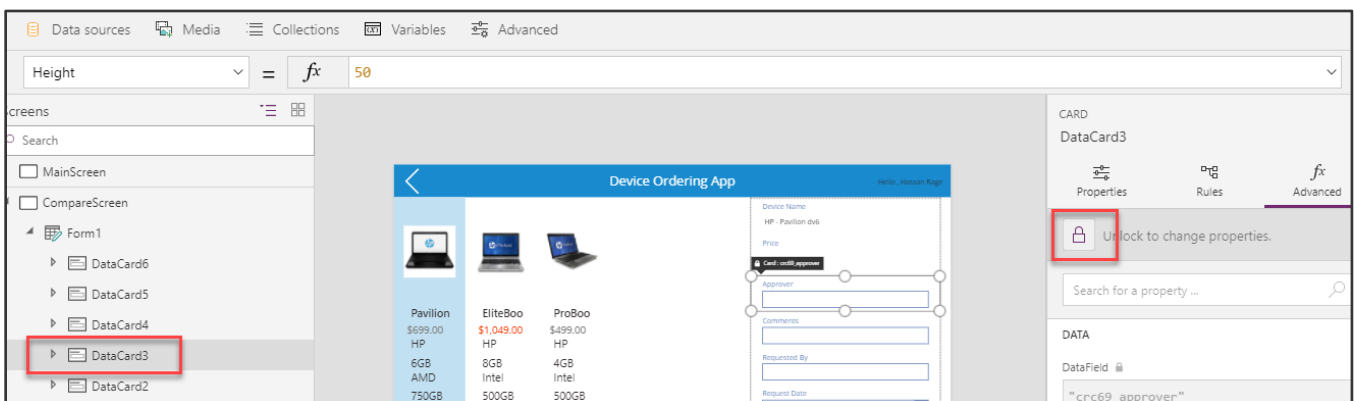 Data sources Media Collections Variables Advanced
Height = fx 50
screens
Search
MainScreen
CompareScreen
Form1
DataCard6
DataCard5
DataCard4
DataCard3
DataCard2
Device Ordering App Hello, Hassan Rage
Pavilion EliteBoo ProBoo
$699.00 $1,049.00 $499.00
HP HP HP
6GB 8GB 4GB
AMD Intel Intel
750GB 500GB 500GB
Device Name
HP - Pavilion dv6
Price
Card : crc69_approver
Approver
Comments
Requested By
Request Date
CARD
DataCard3
Properties Rules fx Advanced
Unlock to change properties.
Search for a property ...
DATA
DataField
"crc69_approver"